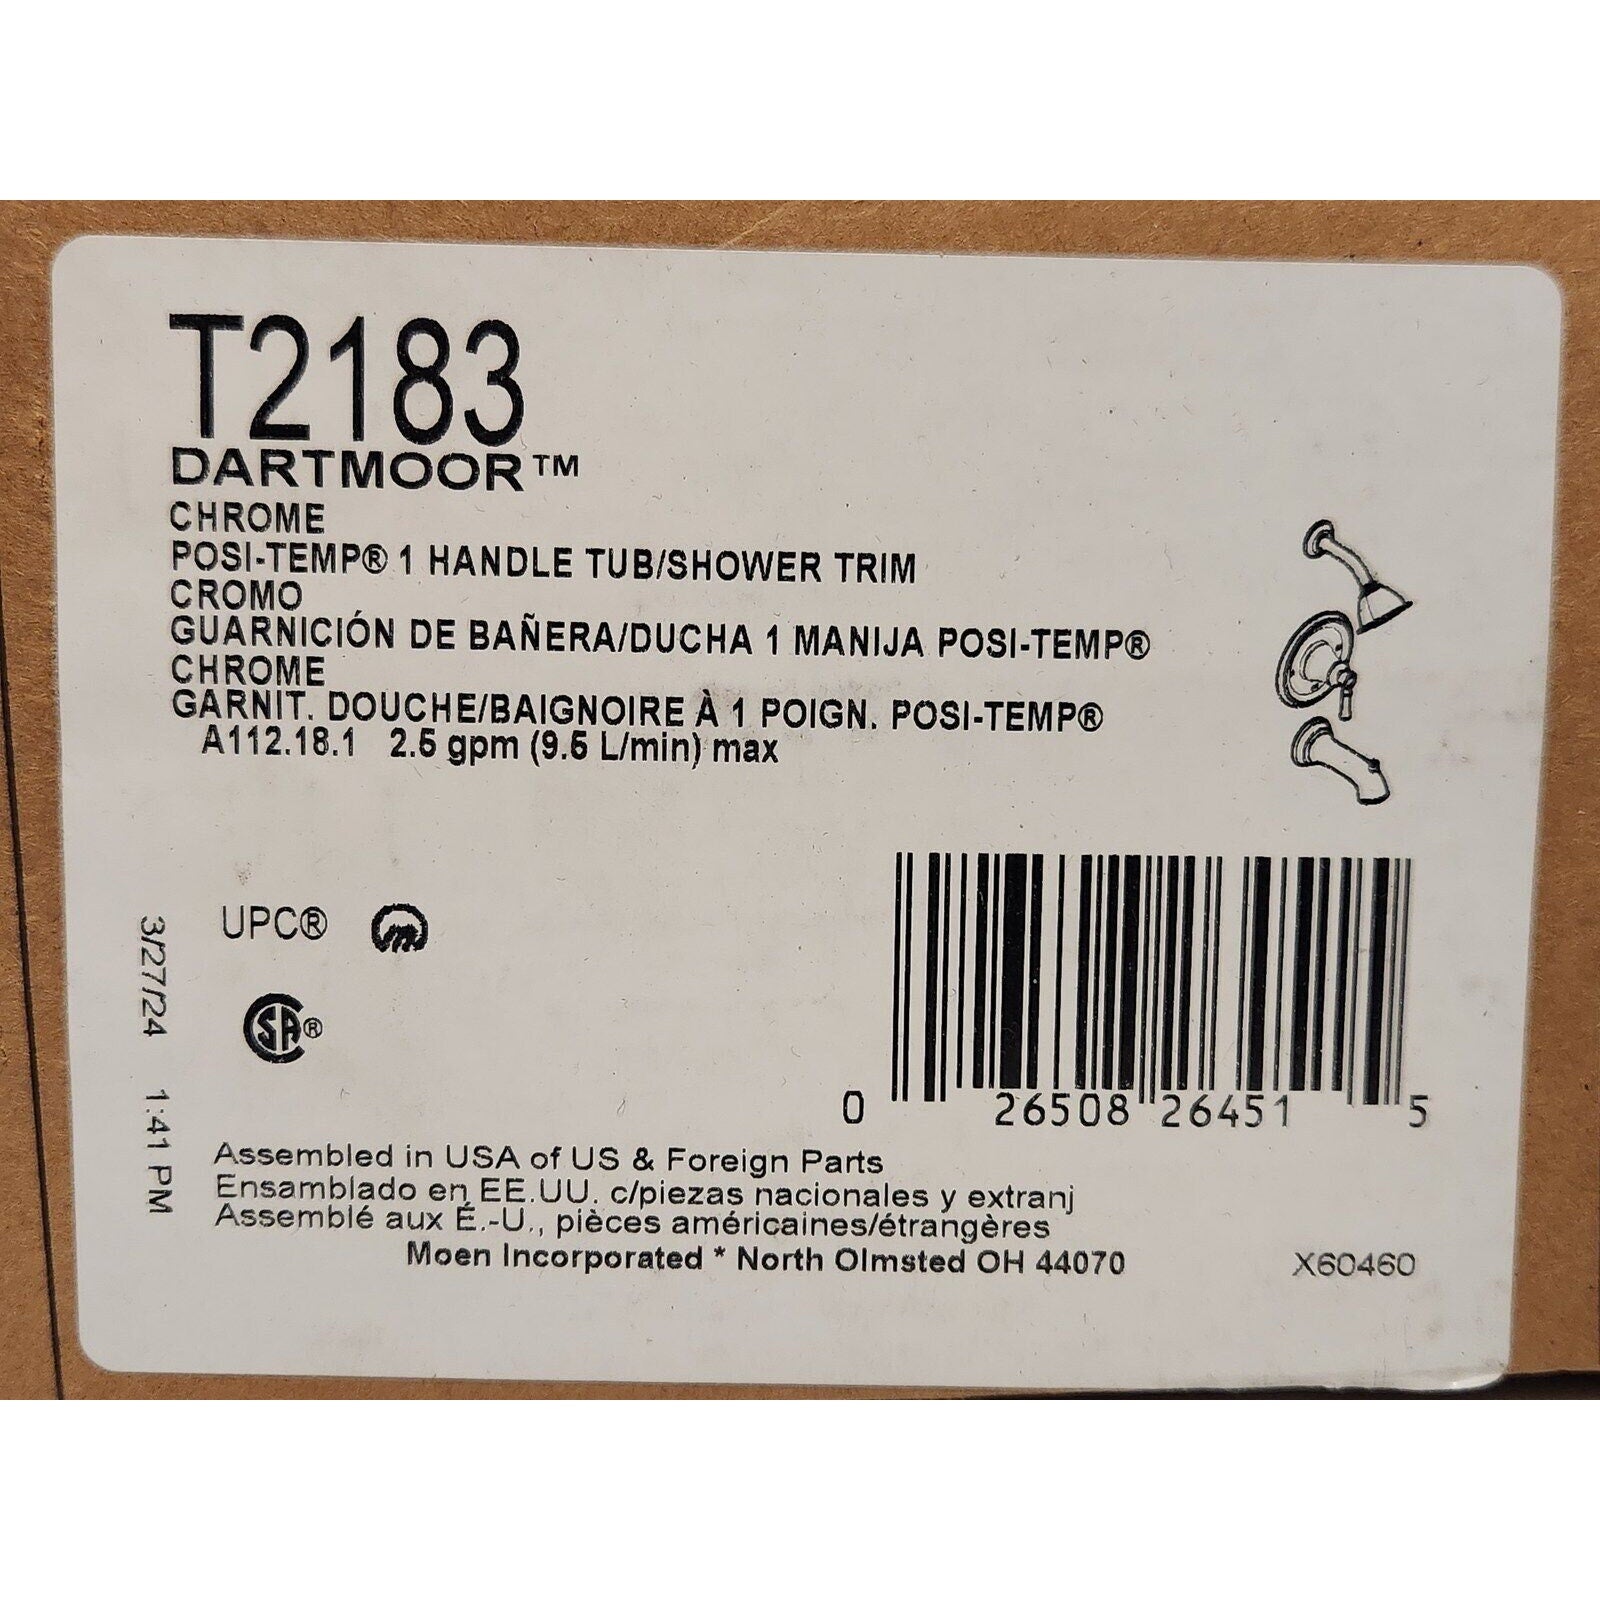 T2183
DARTMOOR™
CHROME
POSI-TEMP® 1 HANDLE TUB/SHOWER TRIM
CROMO
GUARNICIÓN DE BAÑERA/DUCHA 1 MANIJA POSI-TEMP®
CHROME
GARNIT. DOUCHE/BAIGNOIRE À 1 POIGN. POSI-TEMP®
A112.18.1 2.5 gpm (9.5 L/min) max
UPC®
CSA®
3/27/24 1:41 PM
0 26508 26451 5
Assembled in USA of US & Foreign Parts
Ensamblado en EE.UU. c/piezas nacionales y extranj
Assemblé aux É.-U., pièces américaines/étrangères
Moen Incorporated * North Olmsted OH 44070
X60460